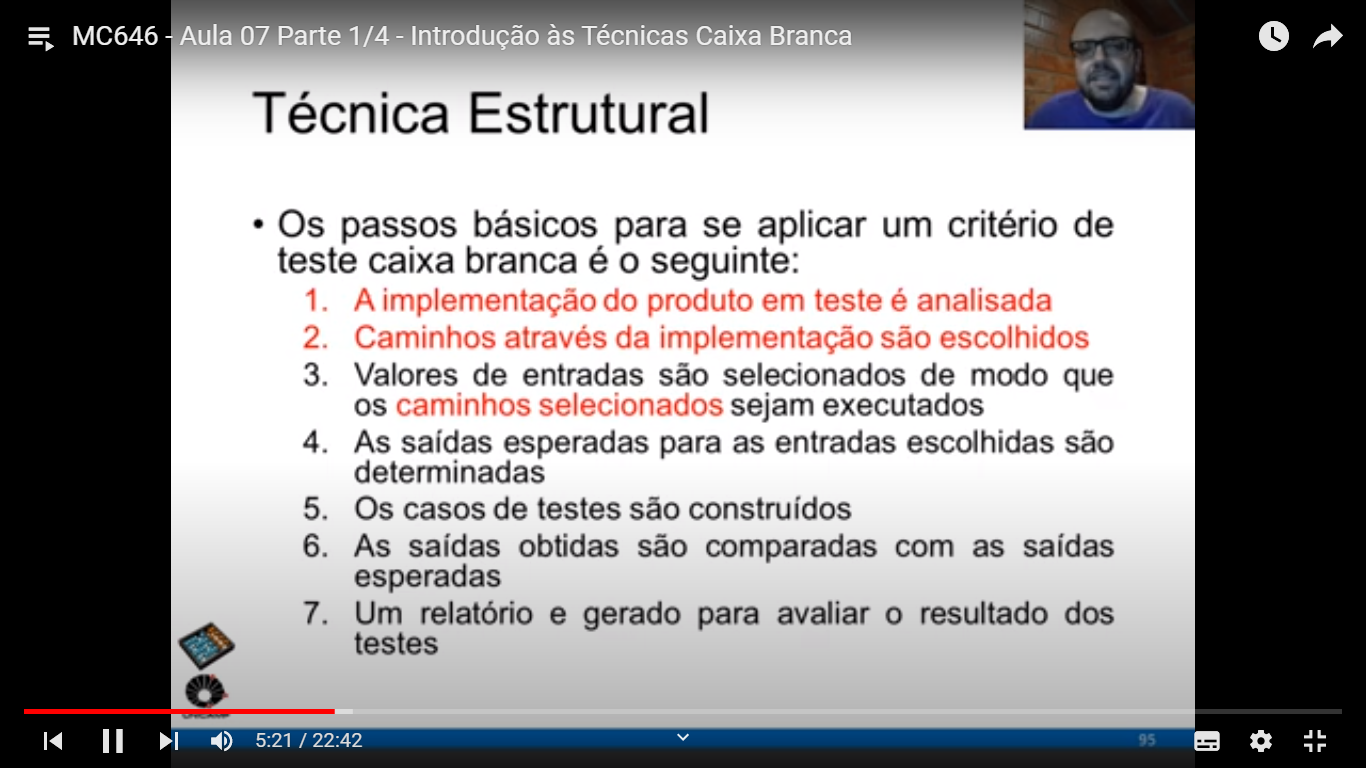 MC646 - Aula 07 Parte 1/4 - Introdução às Técnicas Caixa Branca
Técnica Estrutural
• Os passos básicos para se aplicar um critério de
teste caixa branca é o seguinte:
1. A implementação do produto em teste é analisada
2. Caminhos através da implementação são escolhidos
3. Valores de entradas são selecionados de modo que
os caminhos selecionados sejam executados
4. As saídas esperadas para as entradas escolhidas são
determinadas
5. Os casos de testes são construídos
6. As saídas obtidas são comparadas com as saídas
esperadas
7. Um relatório e gerado para avaliar o resultado dos
testes
UNICAMP
5:21 / 22:42
95